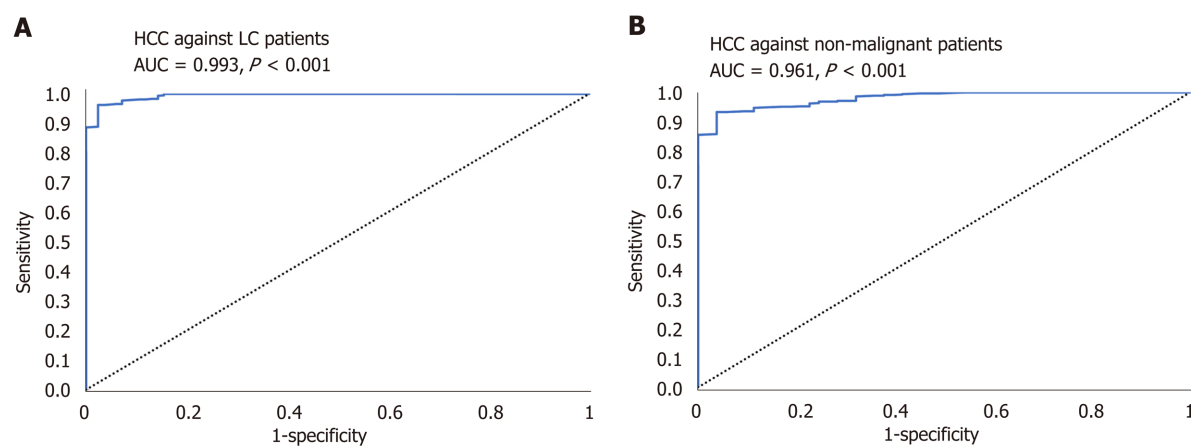 A
HCC against LC patients
AUC = 0.993, P < 0.001
1.0
0.9
0.8
0.7
0.6
0.5
0.4
0.3
0.2
0.1
0.0
Sensitivity
0 0.2 0.4 0.6 0.8 1
1-specificity
B
HCC against non-malignant patients
AUC = 0.961, P < 0.001
1.0
0.9
0.8
0.7
0.6
0.5
0.4
0.3
0.2
0.1
0.0
Sensitivity
0 0.2 0.4 0.6 0.8 1
1-specificity